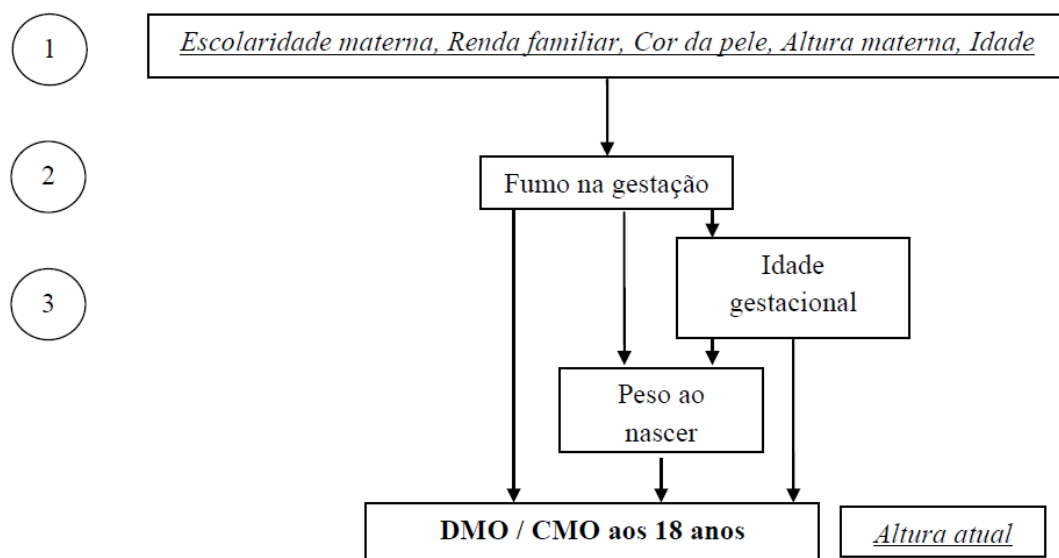 1
Escolaridade materna, Renda familiar, Cor da pele, Altura materna, Idade
2
Fumo na gestação
3
Idade
gestacional
Peso ao
nascer
DMO / CMO aos 18 anos
Altura atual